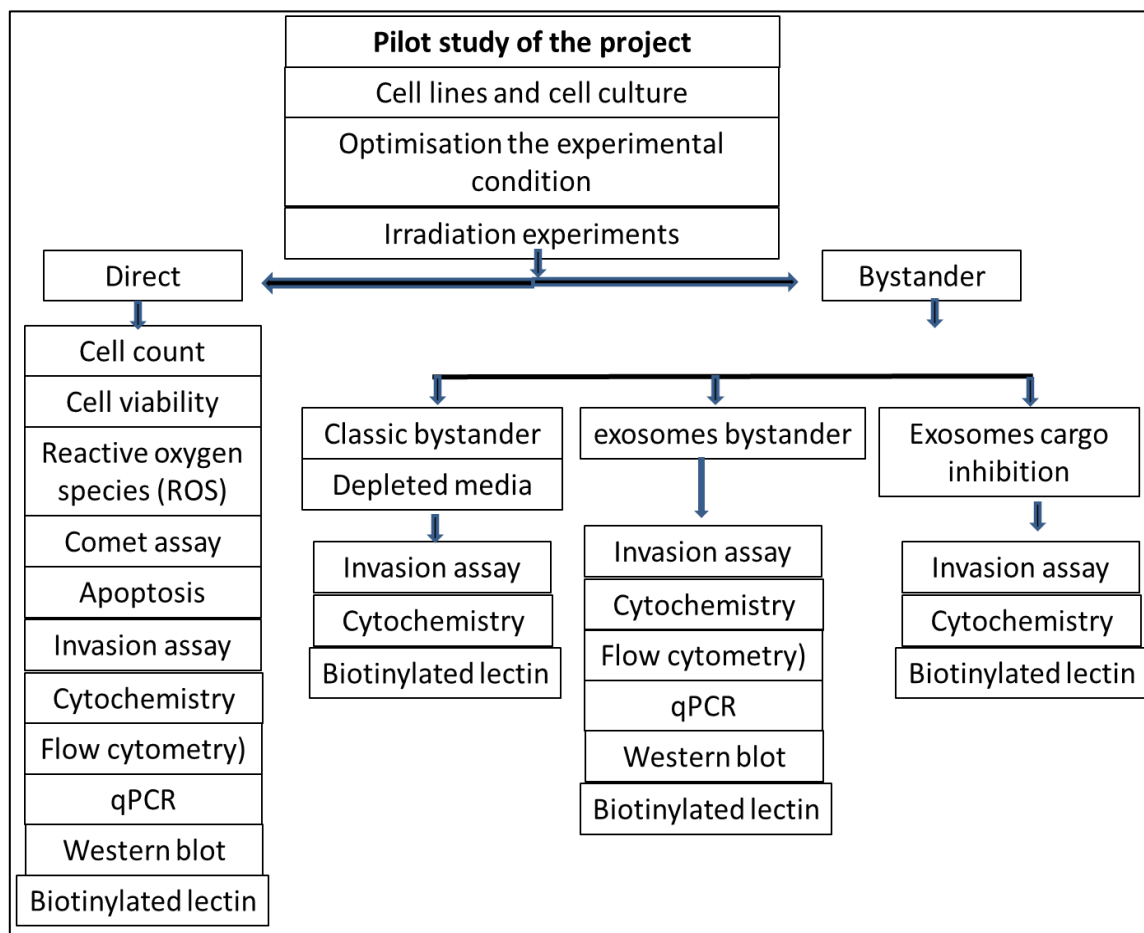 Pilot study of the project
Cell lines and cell culture
Optimisation the experimental
condition
Irradiation experiments
Direct
Bystander
Cell count
Cell viability
Reactive oxygen
species (ROS)
Comet assay
Apoptosis
Invasion assay
Cytochemistry
Flow cytometry)
qPCR
Western blot
Biotinylated lectin
Classic bystander
Depleted media
Invasion assay
Cytochemistry
Biotinylated lectin
exosomes bystander
Invasion assay
Cytochemistry
Flow cytometry)
qPCR
Western blot
Biotinylated lectin
Exosomes cargo
inhibition
Invasion assay
Cytochemistry
Biotinylated lectin